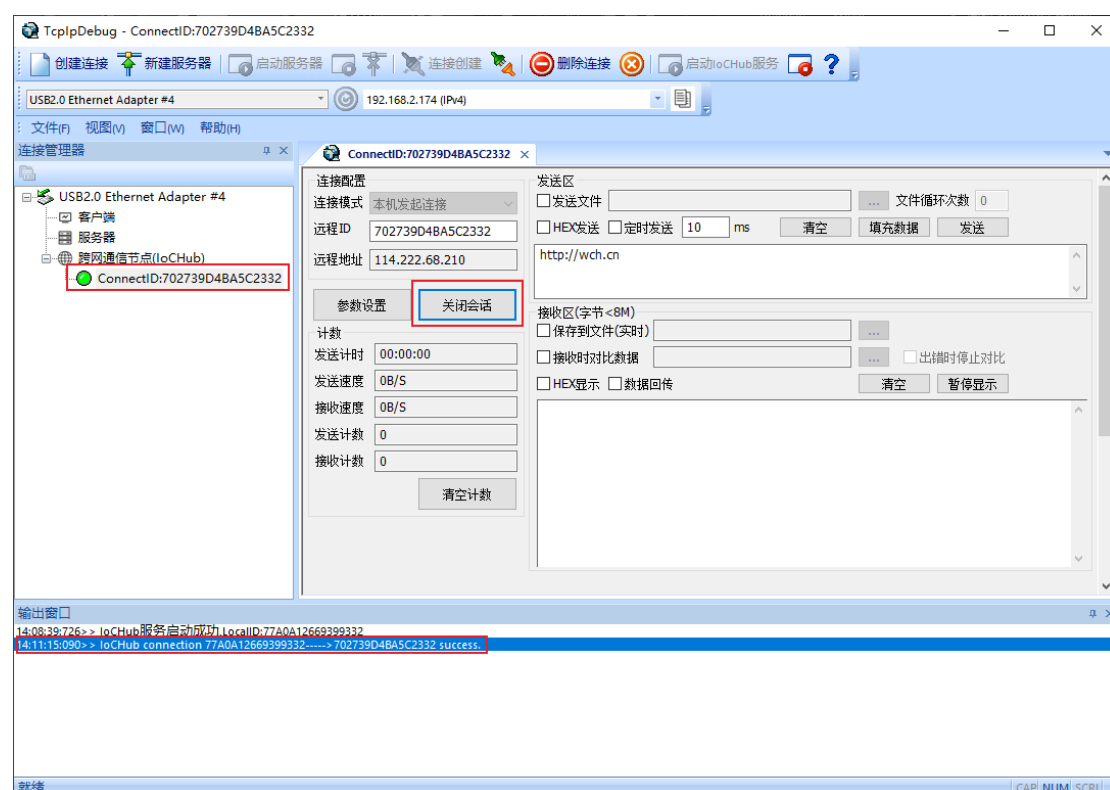 TcpIpDebug - ConnectID:702739D4BA5C2332
创建连接 新建服务器 启动服务器 连接创建 删除连接 启动IoCHub服务
USB2.0 Ethernet Adapter #4 192.168.2.174 (IPv4)
文件(F) 视图(V) 窗口(W) 帮助(H)
连接管理器
USB2.0 Ethernet Adapter #4
客户端
服务器
跨网通信节点(IoCHub)
ConnectID:702739D4BA5C2332
ConnectID:702739D4BA5C2332
连接配置
连接模式 本机发起连接
远程ID 702739D4BA5C2332
远程地址 114.222.68.210
参数设置 关闭会话
计数
发送计时 00:00:00
发送速度 0B/S
接收速度 0B/S
发送计数 0
接收计数 0
清空计数
发送区
发送文件 ... 文件循环次数 0
HEX发送 定时发送 10 ms 清空 填充数据 发送
http://wch.cn
接收区(字节<8M)
保存到文件(实时) ...
接收时对比数据 ... 出错时停止对比
HEX显示 数据回传 清空 暂停显示
输出窗口
14:08:39:726>> IoCHub服务启动成功,LocalID:77A0A12669399332
14:11:15:090>> IoCHub connection 77A0A12669399332----->702739D4BA5C2332 success.
就绪 CAP NUM SCRL